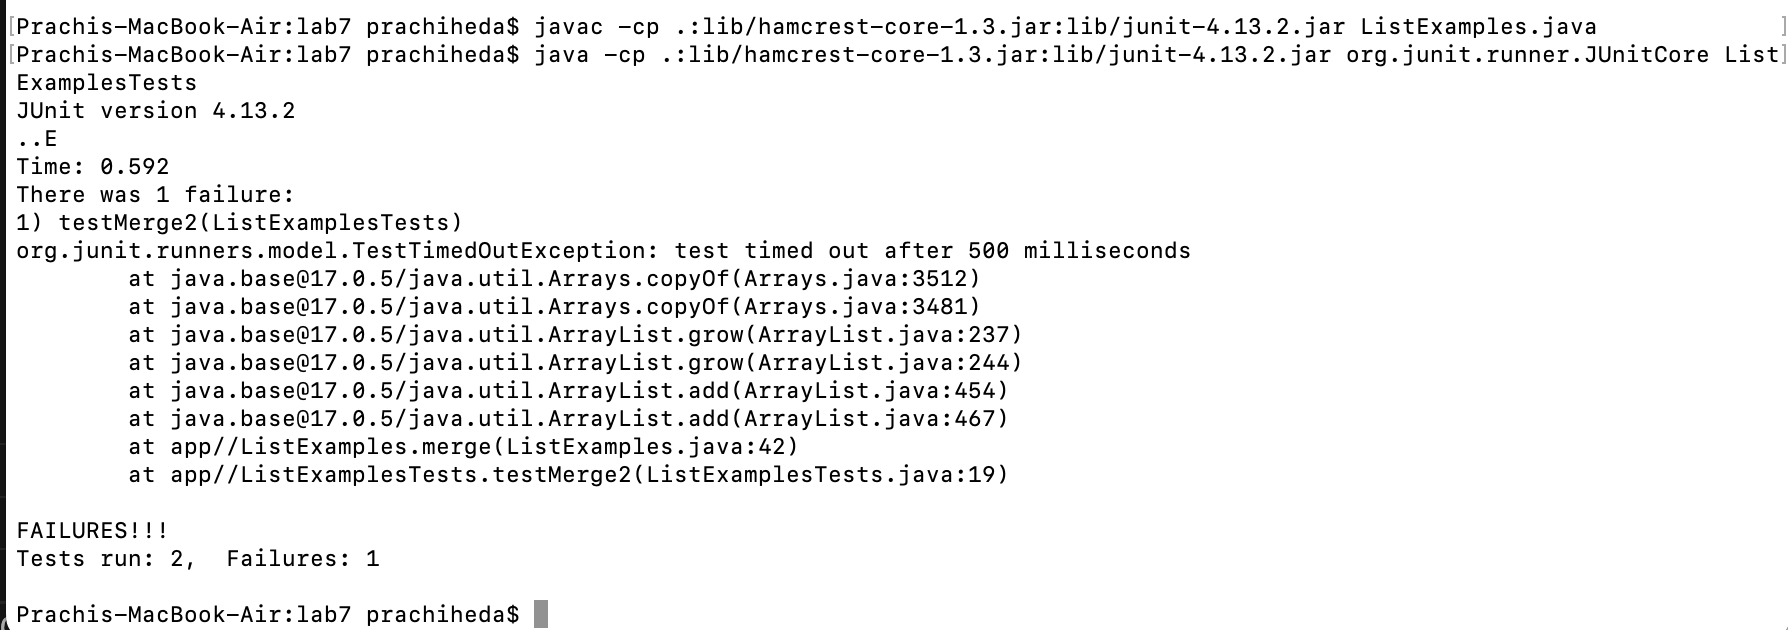 [Prachis-MacBook-Air:lab7 prachiheda$ javac -cp .:lib/hamcrest-core-1.3.jar:lib/junit-4.13.2.jar ListExamples.java ]
[Prachis-MacBook-Air:lab7 prachiheda$ java -cp .:lib/hamcrest-core-1.3.jar:lib/junit-4.13.2.jar org.junit.runner.JUnitCore List]
ExamplesTests
JUnit version 4.13.2
..E
Time: 0.592
There was 1 failure:
1) testMerge2(ListExamplesTests)
org.junit.runners.model.TestTimedOutException: test timed out after 500 milliseconds
        at java.base@17.0.5/java.util.Arrays.copyOf(Arrays.java:3512)
        at java.base@17.0.5/java.util.Arrays.copyOf(Arrays.java:3481)
        at java.base@17.0.5/java.util.ArrayList.grow(ArrayList.java:237)
        at java.base@17.0.5/java.util.ArrayList.grow(ArrayList.java:244)
        at java.base@17.0.5/java.util.ArrayList.add(ArrayList.java:454)
        at java.base@17.0.5/java.util.ArrayList.add(ArrayList.java:467)
        at app//ListExamples.merge(ListExamples.java:42)
        at app//ListExamplesTests.testMerge2(ListExamplesTests.java:19)

FAILURES!!!
Tests run: 2,  Failures: 1

Prachis-MacBook-Air:lab7 prachiheda$